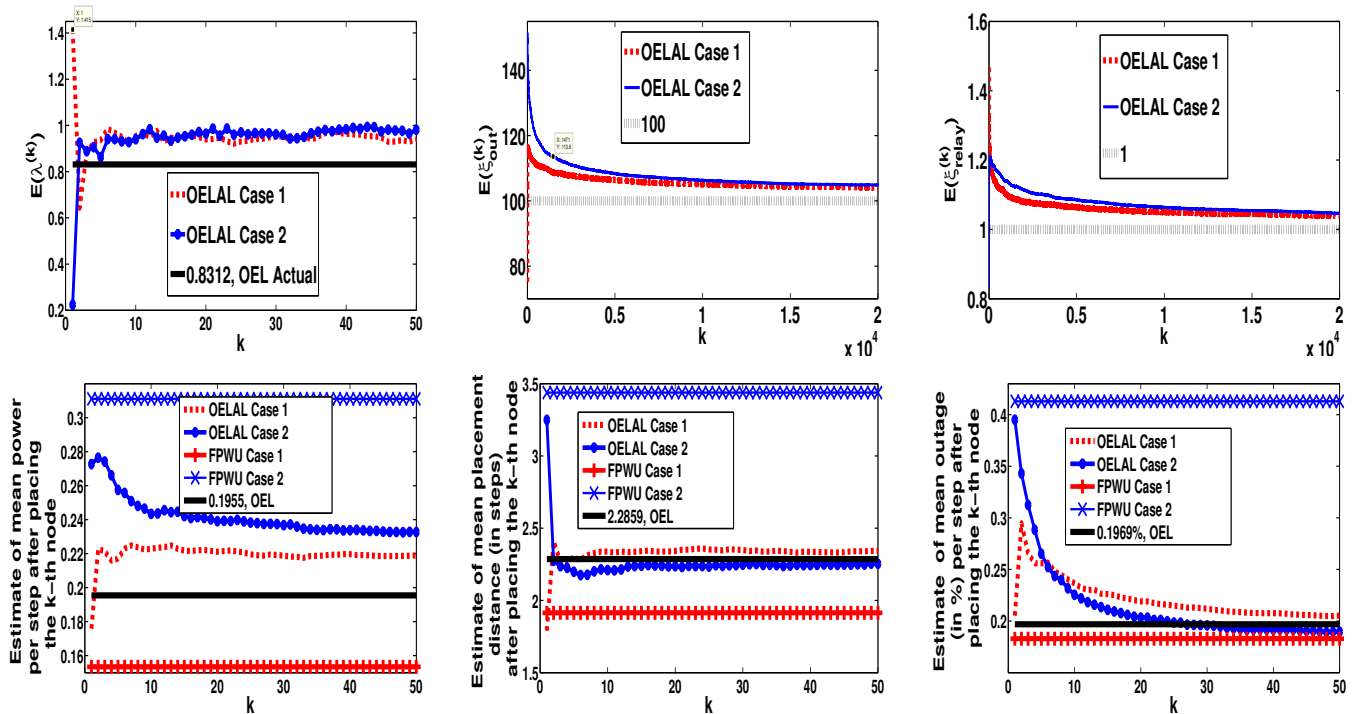 X: 1
Y: 1.415
1.4
1.2
1
0.8
0.6
0.4
0.2
0 10 20 30 40 50
k
E(λ^(k))
OELAL Case 1
OELAL Case 2
0.8312, OEL Actual
140
120
100
80
0 0.5 1 1.5 2
k
x 10^4
E(ξ_out^(k))
OELAL Case 1
OELAL Case 2
100
X: 1471
Y: 113.6
1.6
1.4
1.2
1
0.8
0 0.5 1 1.5 2
k
x 10^4
E(ξ_relay^(k))
OELAL Case 1
OELAL Case 2
1
Estimate of mean power
per step after placing
the k−th node
0.3
0.28
0.26
0.24
0.22
0.2
0.18
0.16
0 10 20 30 40 50
k
OELAL Case 1
OELAL Case 2
FPWU Case 1
FPWU Case 2
0.1955, OEL
Estimate of mean placement
distance (in steps)
after placing the k−th node
3.5
3
2.5
2
1.5
0 10 20 30 40 50
k
OELAL Case 1
OELAL Case 2
FPWU Case 1
FPWU Case 2
2.2859, OEL
Estimate of mean outage
(in %) per step after
placing the k−th node
0.4
0.35
0.3
0.25
0.2
0 10 20 30 40 50
k
OELAL Case 1
OELAL Case 2
FPWU Case 1
FPWU Case 2
0.1969%, OEL